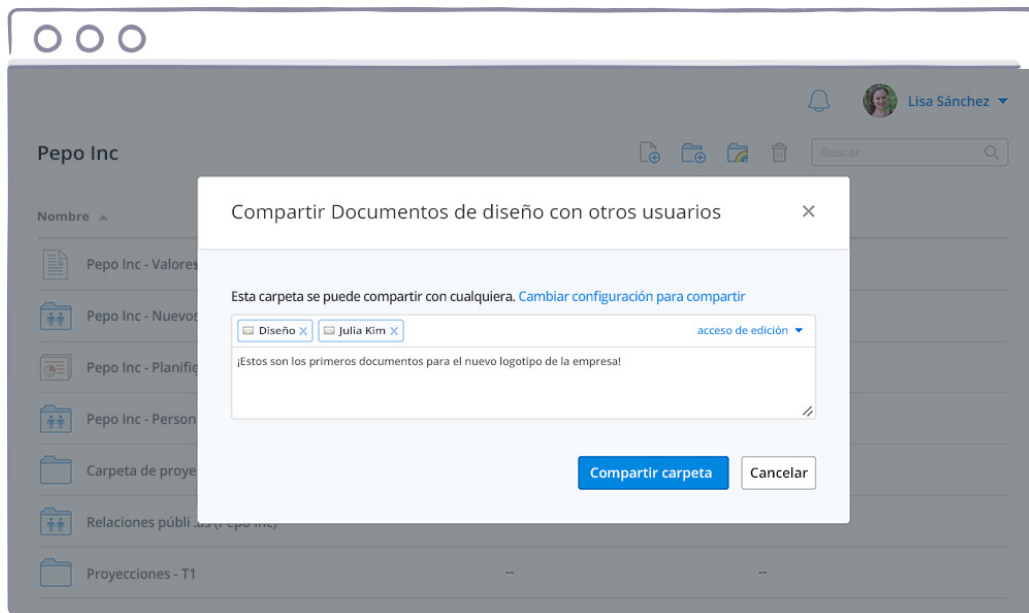 Lisa Sánchez
Pepo Inc
Buscar
Nombre
Compartir Documentos de diseño con otros usuarios
Pepo Inc - Valores
Esta carpeta se puede compartir con cualquiera. Cambiar configuración para compartir
Pepo Inc - Nuevos
Diseño Julia Kim acceso de edición
¡Estos son los primeros documentos para el nuevo logotipo de la empresa!
Pepo Inc - Planific
Pepo Inc - Person
Carpeta de proye
Compartir carpeta Cancelar
Relaciones públi (Pepo Inc)
Proyecciones - T1 -- --